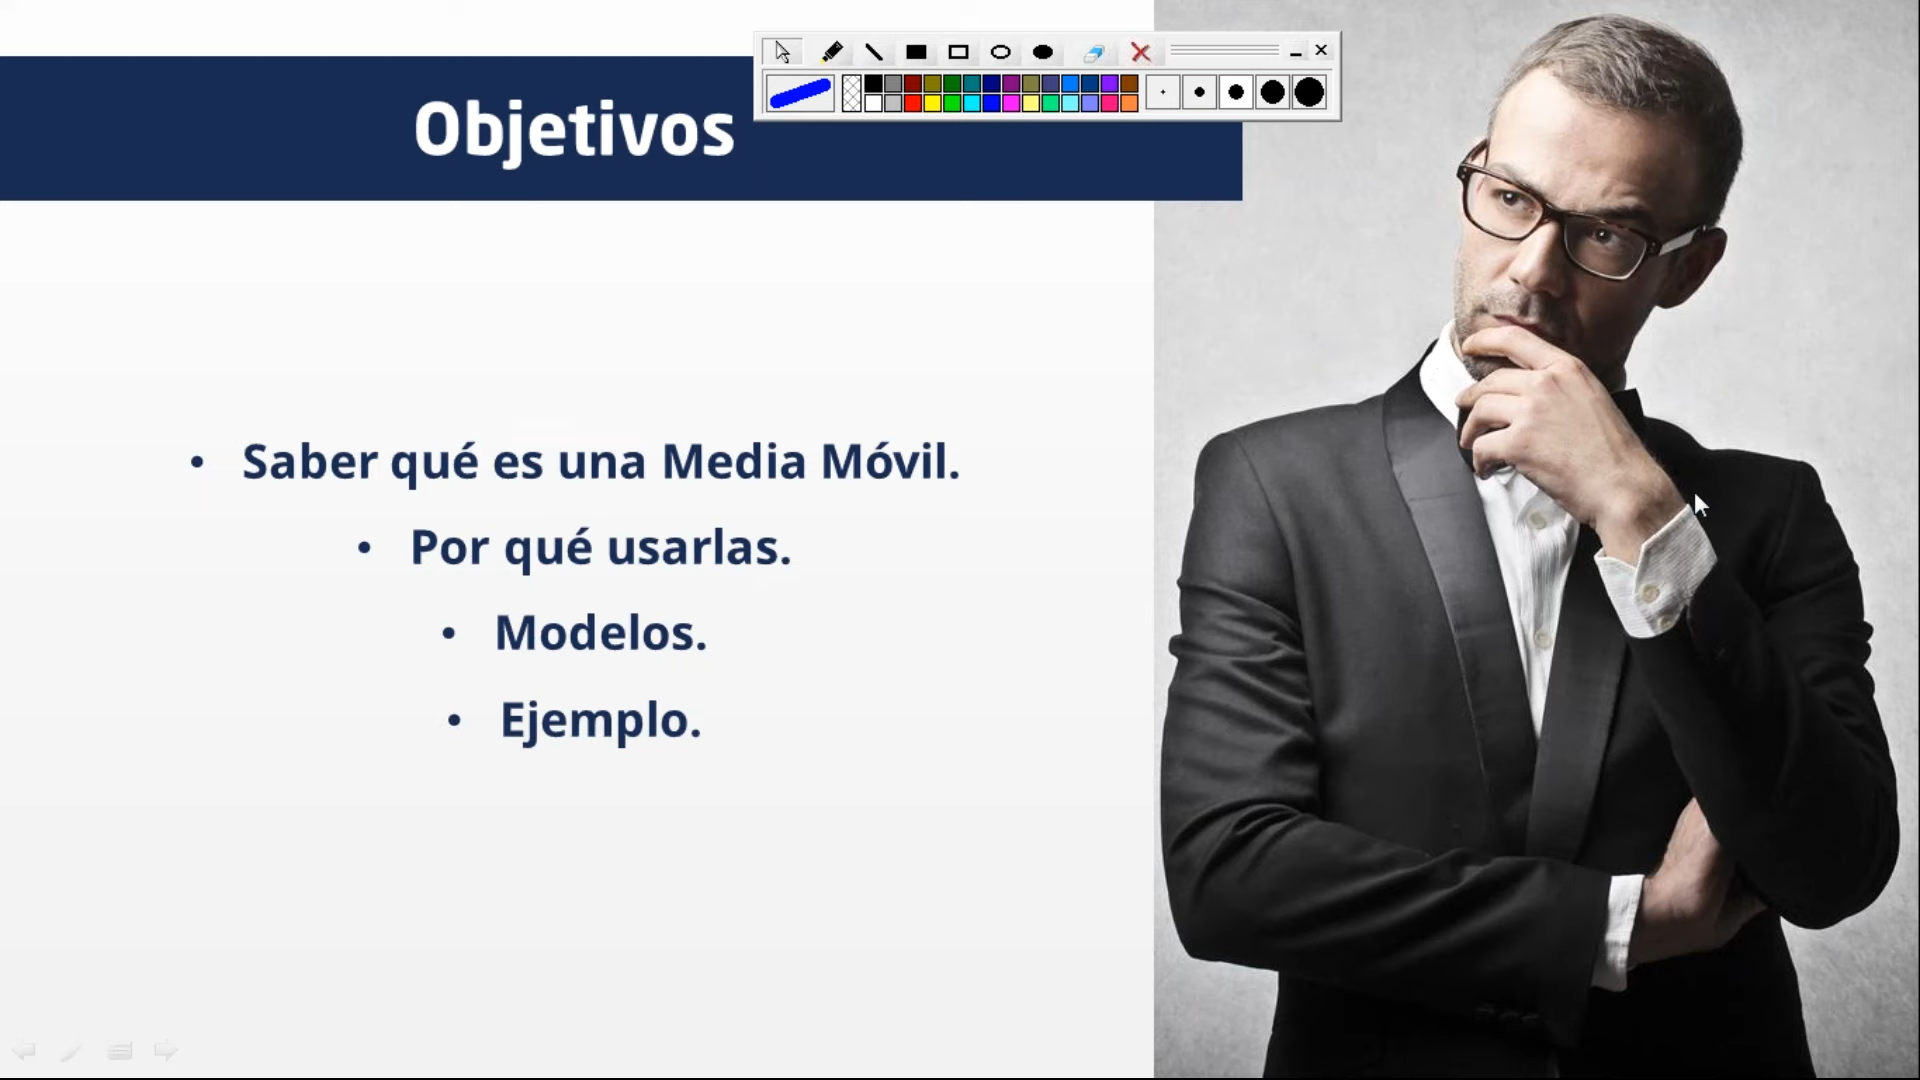 Objetivos
• Saber qué es una Media Móvil.
• Por qué usarlas.
• Modelos.
• Ejemplo.